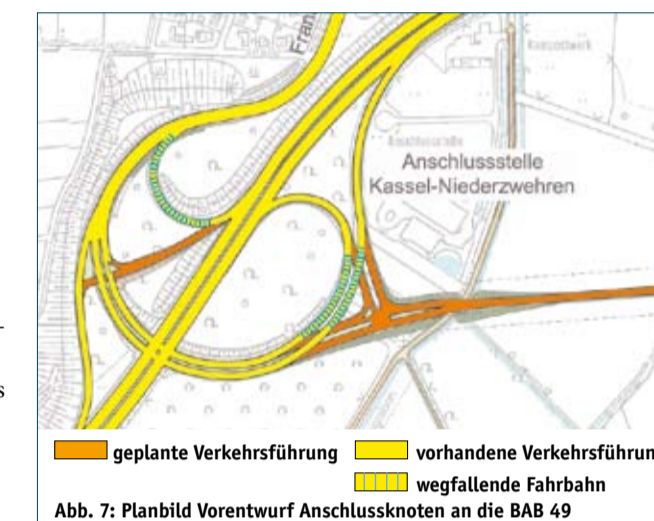 Fran
Anschlussstelle
Kassel-Niederzwehren
s
geplante Verkehrsführung
vorhandene Verkehrsführun
wegfallende Fahrbahn
Abb. 7: Planbild Vorentwurf Anschlussknoten an die BAB 49